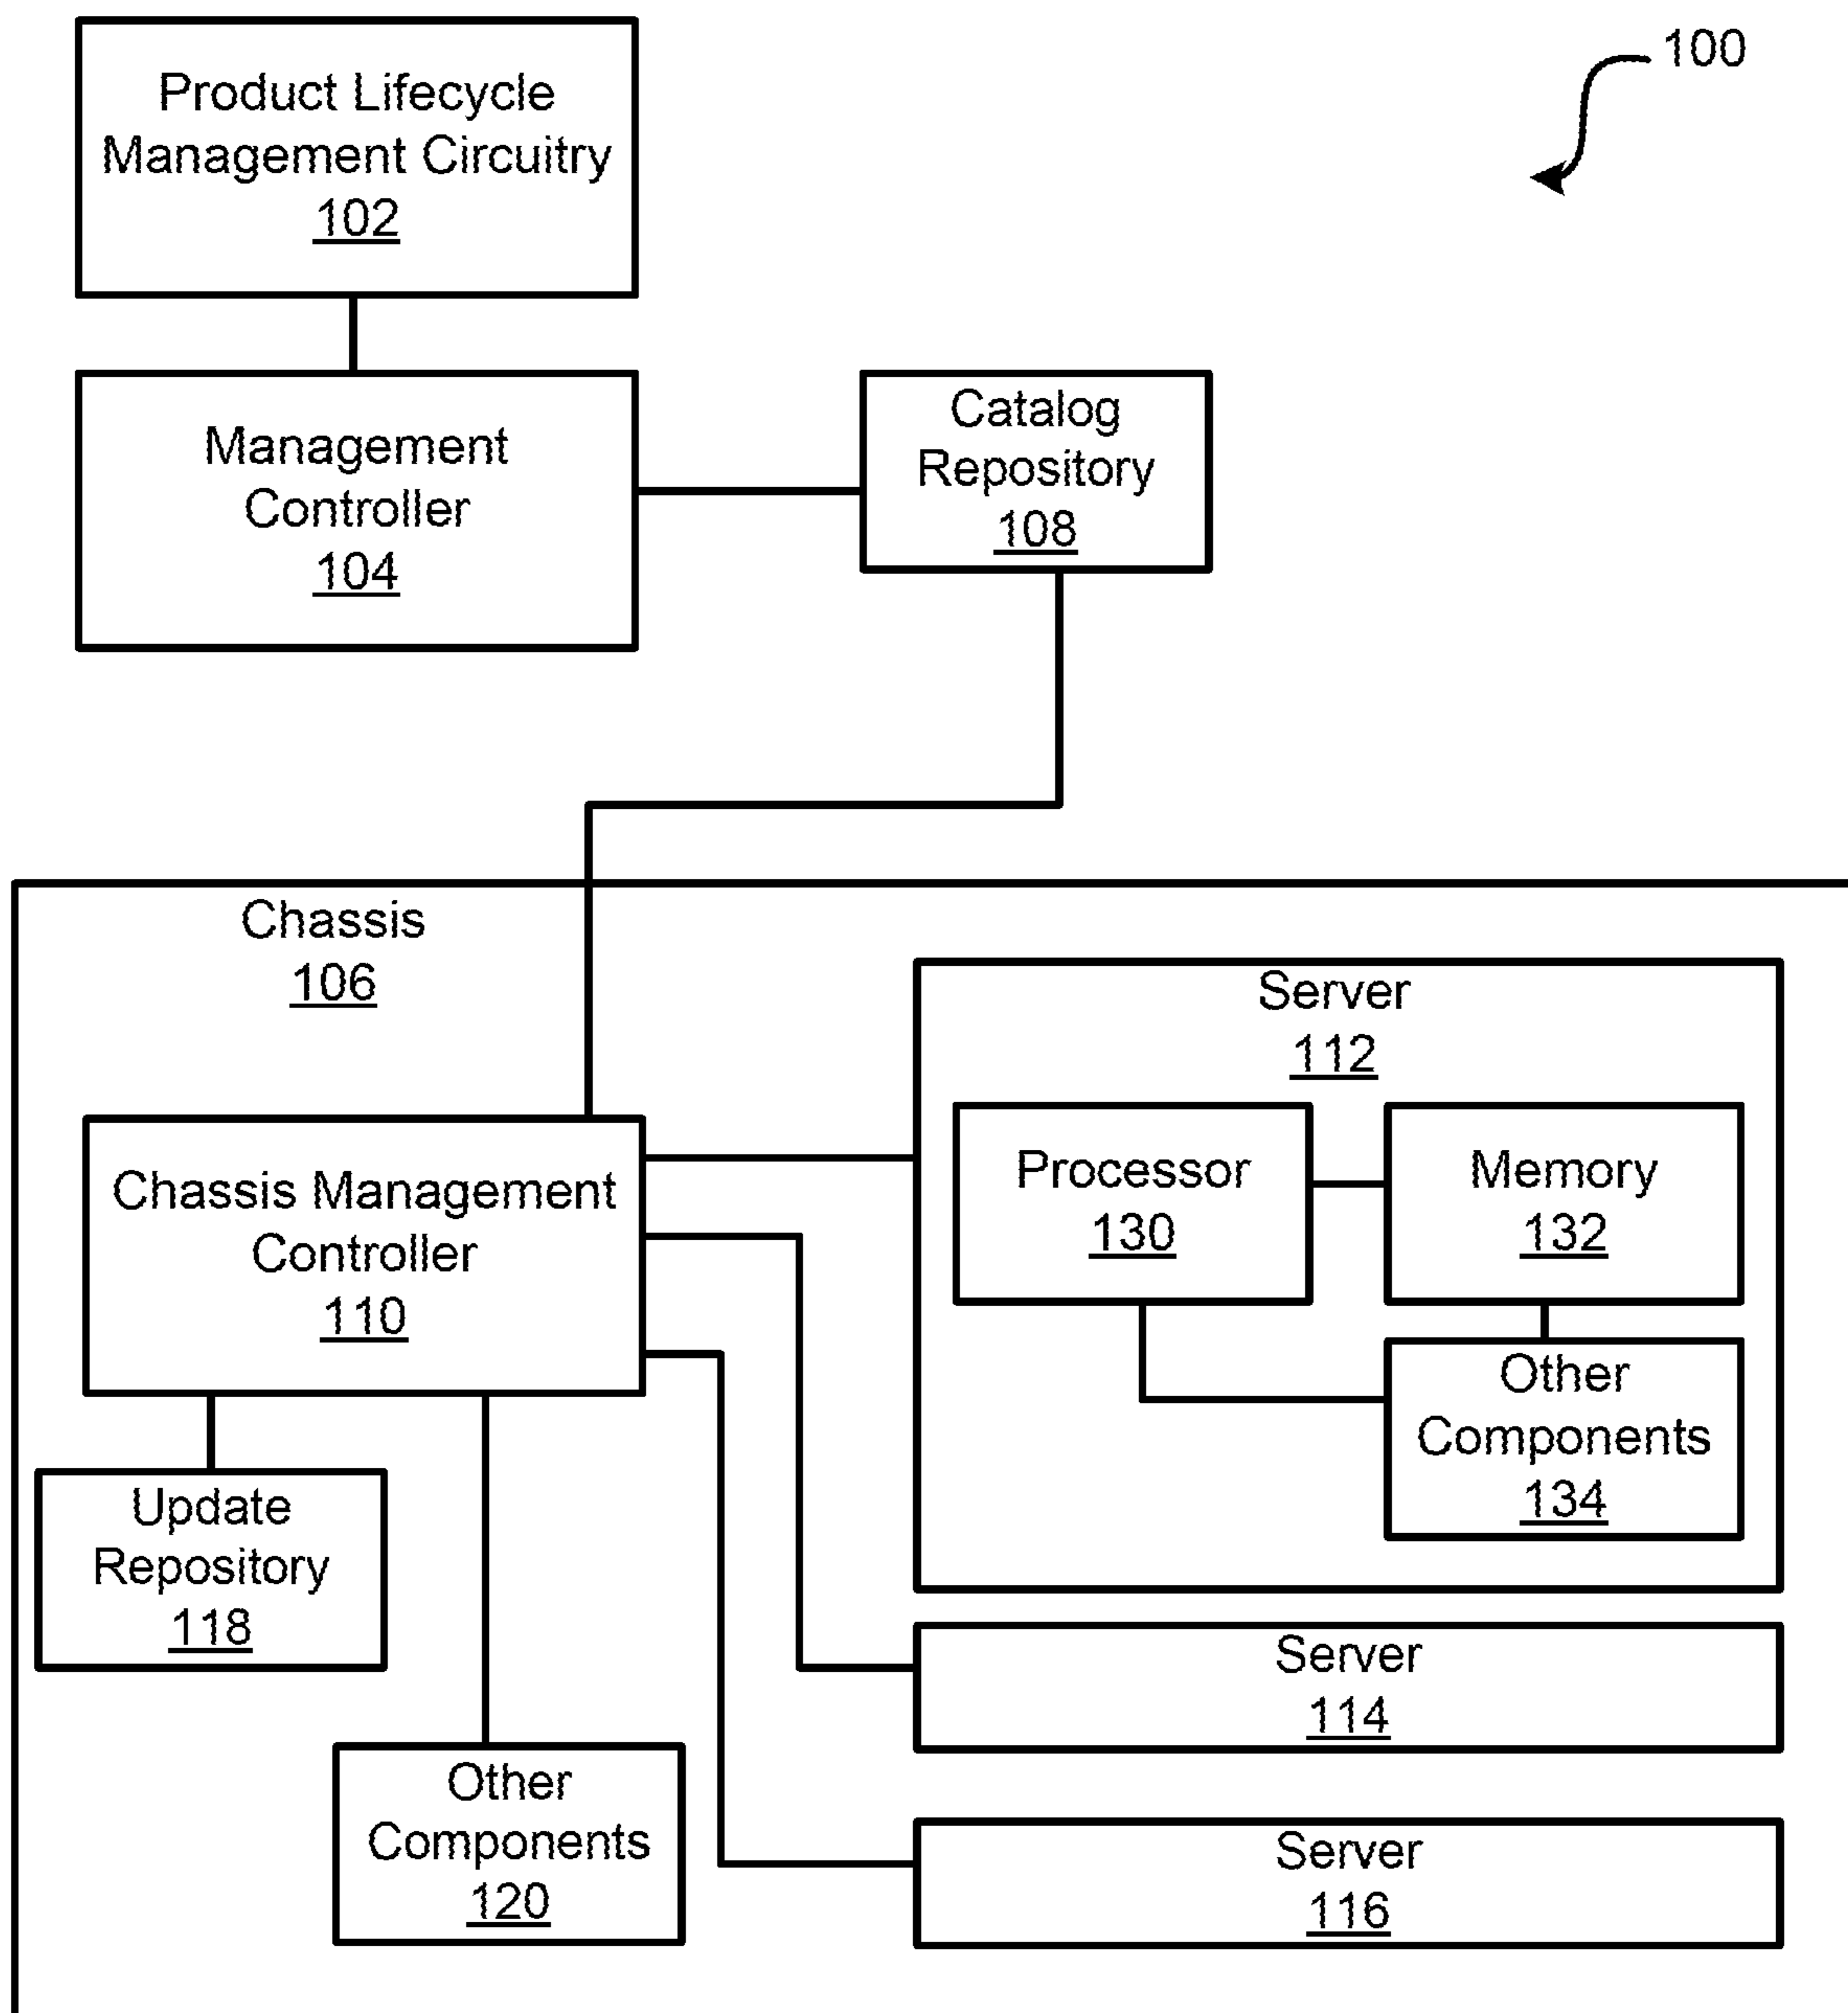 100
Product Lifecycle
Management Circuitry
102
Management
Controller
104
Catalog
Repository
108
Chassis
106
Server
112
Processor
130
Memory
132
Other
Components
134
Chassis Management
Controller
110
Update
Repository
118
Other
Components
120
Server
114
Server
116